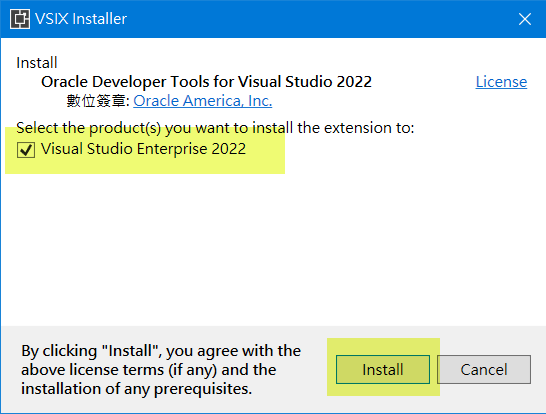 VSIX Installer
Install
Oracle Developer Tools for Visual Studio 2022
License
數位簽章: Oracle America, Inc.
Select the product(s) you want to install the extension to:
Visual Studio Enterprise 2022
By clicking "Install", you agree with the
above license terms (if any) and the
installation of any prerequisites.
Install
Cancel